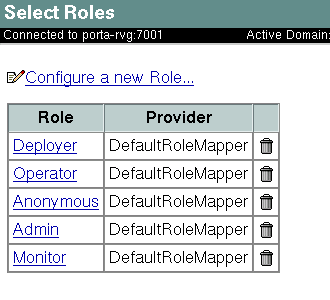 Select Roles
Connected to porta-rvg:7001 Active Domain:
Configure a new Role...
Role Provider
Deployer DefaultRoleMapper
Operator DefaultRoleMapper
Anonymous DefaultRoleMapper
Admin DefaultRoleMapper
Monitor DefaultRoleMapper